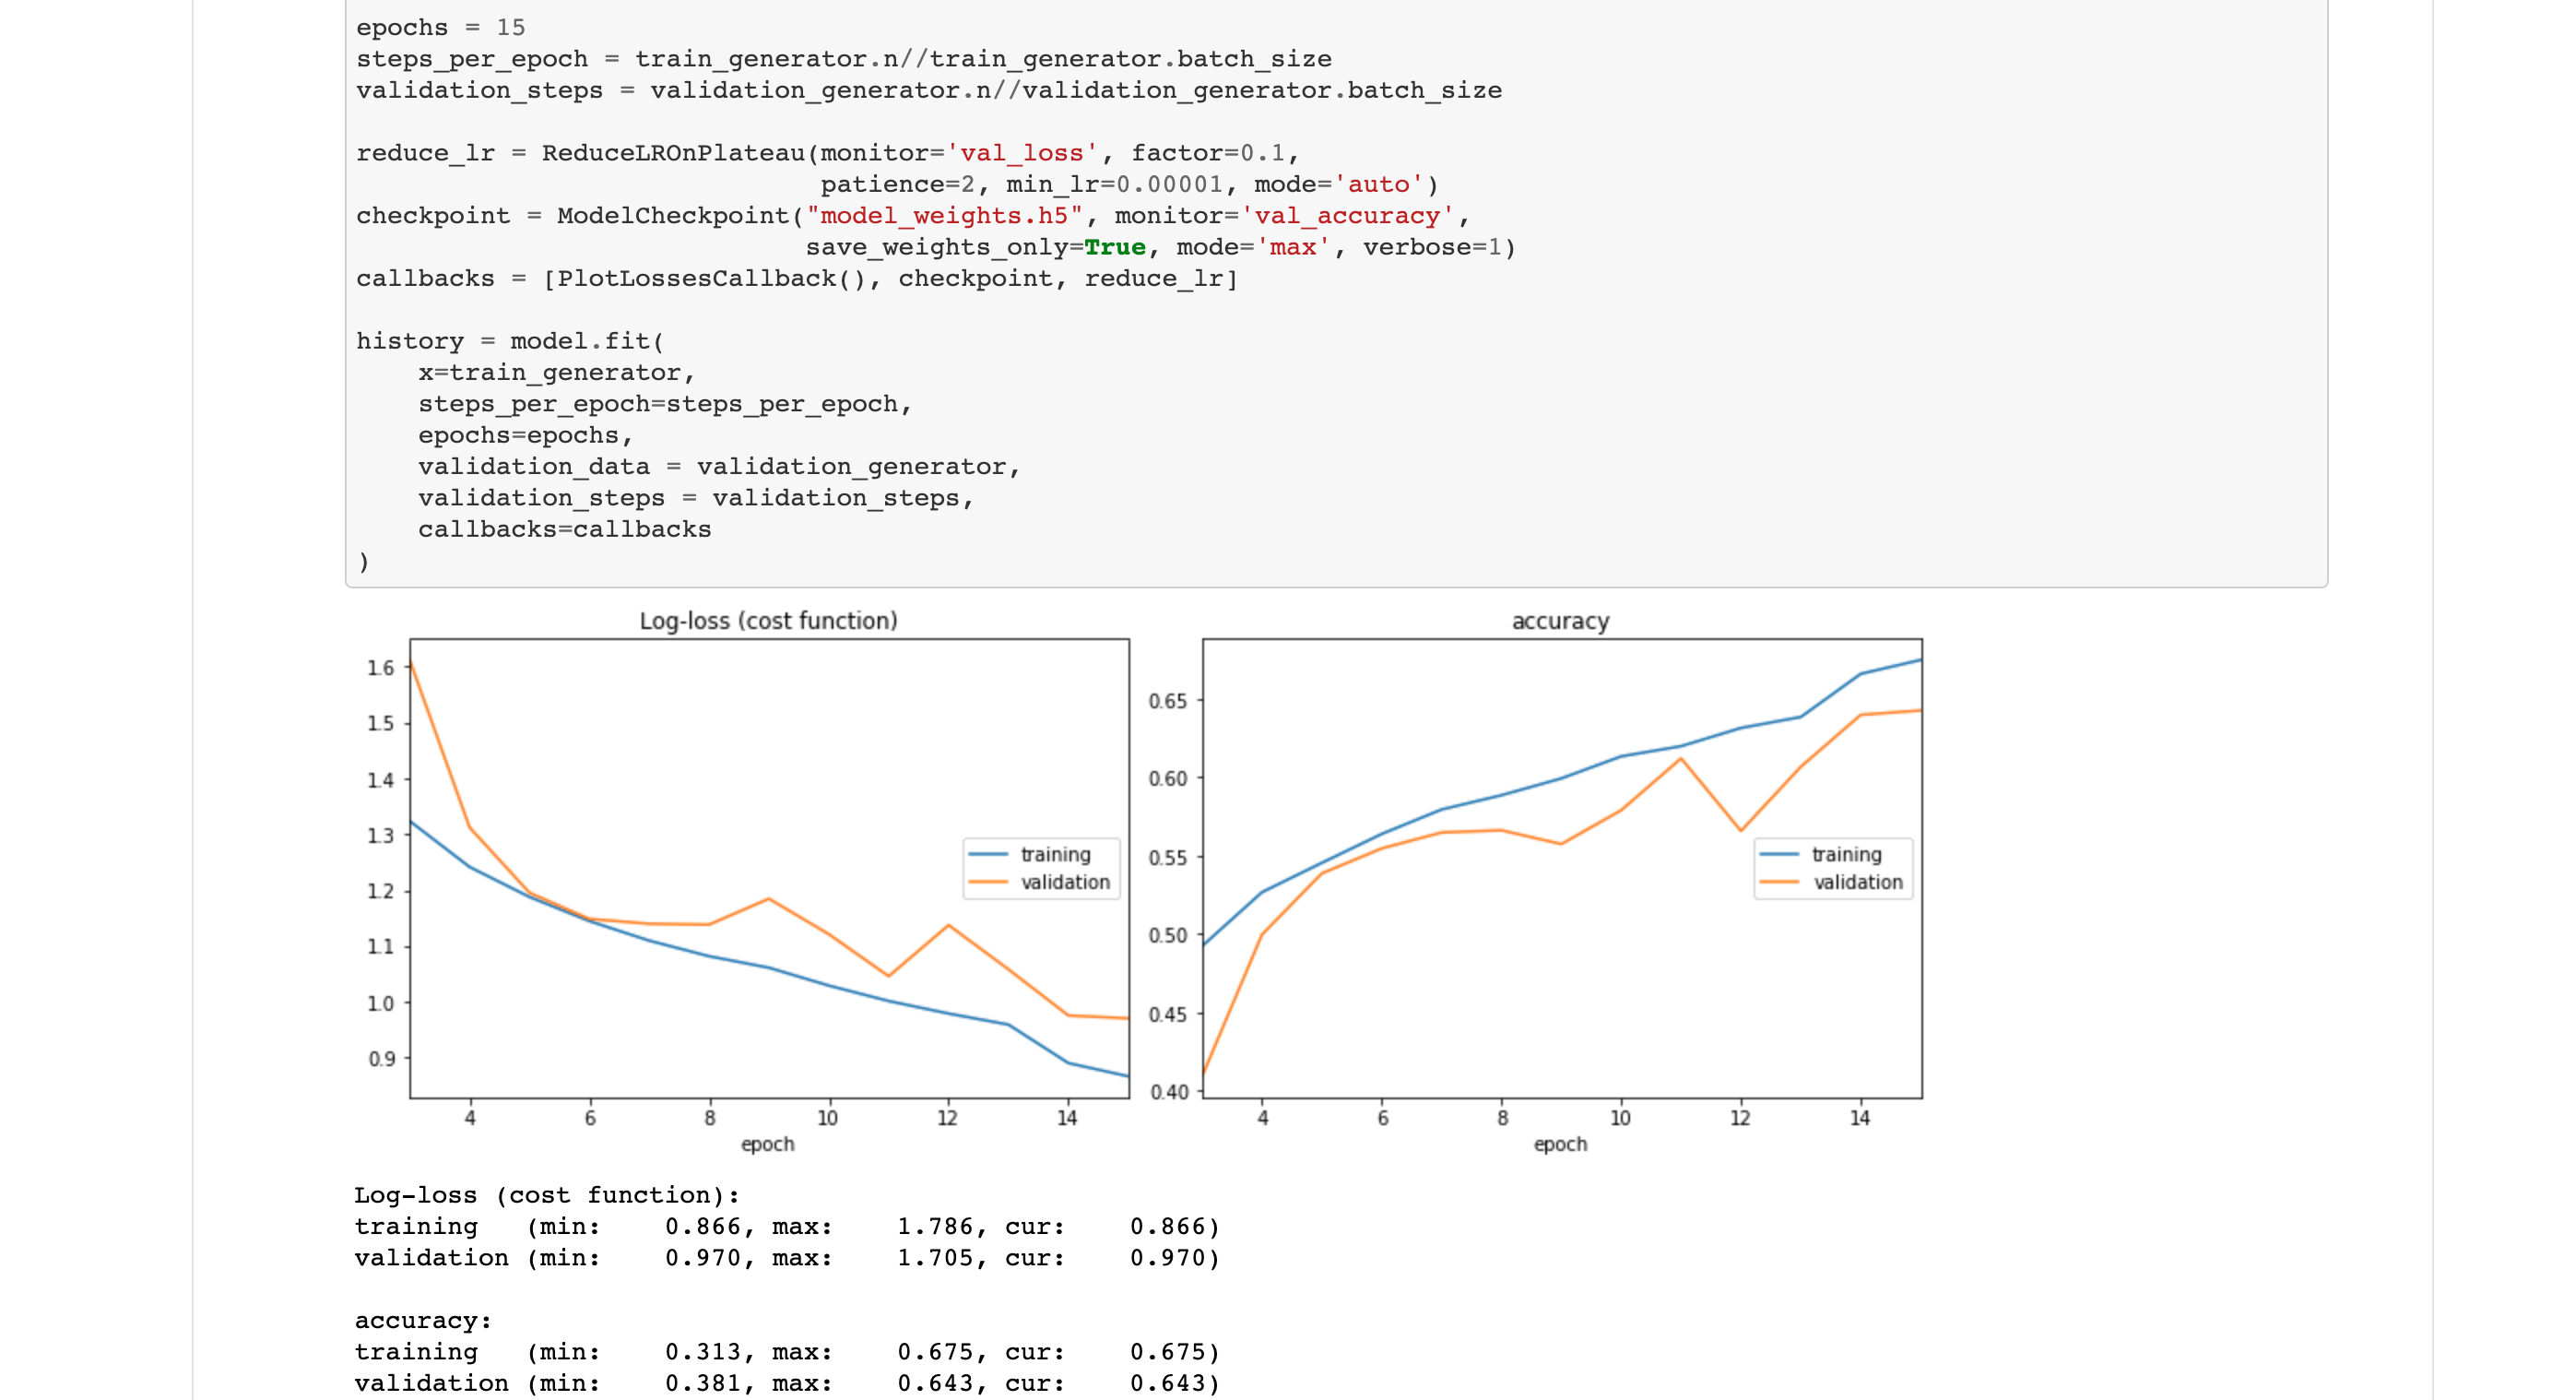 epochs = 15
steps_per_epoch = train_generator.n//train_generator.batch_size
validation_steps = validation_generator.n//validation_generator.batch_size
reduce_lr = ReduceLROnPlateau(monitor='val_loss', factor=0.1,
                              patience=2, min_lr=0.00001, mode='auto')
checkpoint = ModelCheckpoint("model_weights.h5", monitor='val_accuracy',
                             save_weights_only=True, mode='max', verbose=1)
callbacks = [PlotLossesCallback(), checkpoint, reduce_lr]
history = model.fit(
    x=train_generator,
    steps_per_epoch=steps_per_epoch,
    epochs=epochs,
    validation_data = validation_generator,
    validation_steps = validation_steps,
    callbacks=callbacks
)
Log-loss (cost function)
1.6
1.5
1.4
1.3
1.2
1.1
1.0
0.9
training
validation
4 6 8 10 12 14
epoch
accuracy
0.65
0.60
0.55
0.50
0.45
0.40
training
validation
4 6 8 10 12 14
epoch
Log-loss (cost function):
training   (min:    0.866, max:    1.786, cur:    0.866)
validation (min:    0.970, max:    1.705, cur:    0.970)
accuracy:
training   (min:    0.313, max:    0.675, cur:    0.675)
validation (min:    0.381, max:    0.643, cur:    0.643)